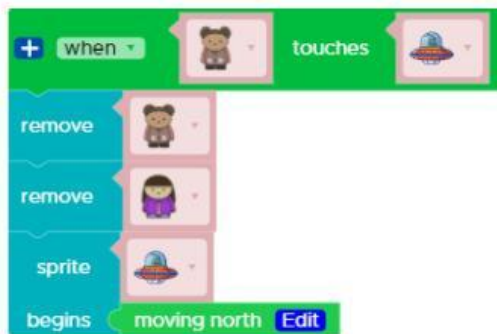 when touches
remove
remove
sprite
begins moving north Edit